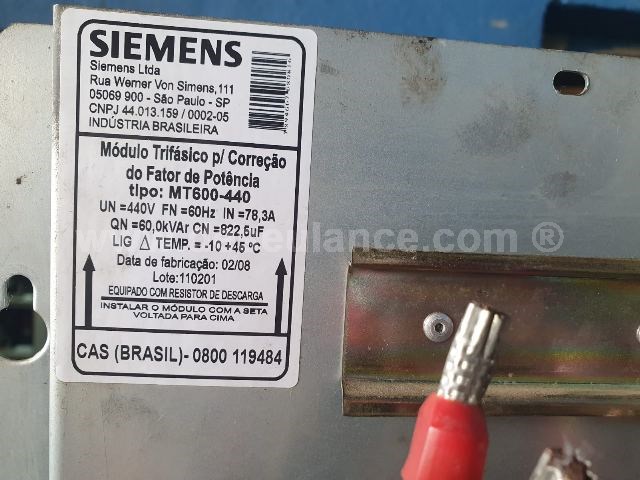 SIEMENS
Siemens Ltda
Rua Werner Von Simens,111
05069 900 - São Paulo - SP
CNPJ 44.013.159 / 0002-05
INDÚSTRIA BRASILEIRA
Módulo Trifásico p/ Correção
do Fator de Potência
tipo: MT600-440
UN =440V FN =60Hz IN =78,3A
QN =60,0kVAr CN =822,5uF
LIG △ TEMP. = -10 +45 ºC
Data de fabricação: 02/08
Lote:110201
EQUIPADO COM RESISTOR DE DESCARGA
INSTALAR O MÓDULO COM A SETA
VOLTADA PARA CIMA
CAS (BRASIL)- 0800 119484